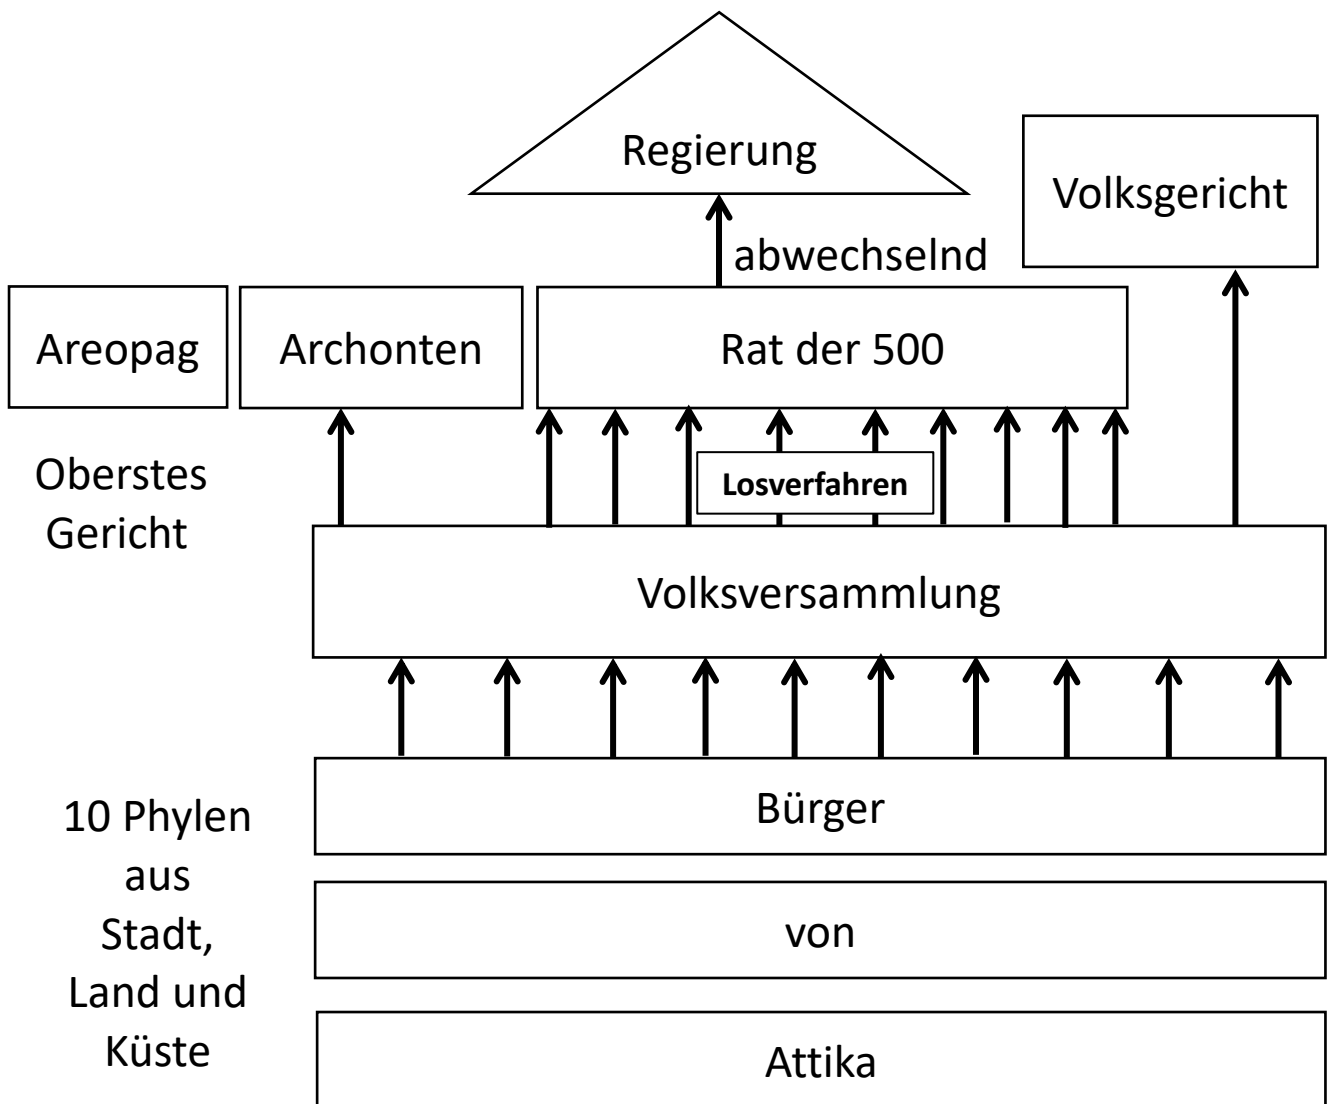 Regierung
Volksgericht
abwechselnd
Areopag
Archonten
Rat der 500
Oberstes
Gericht
Losverfahren
Volksversammlung
10 Phylen
aus
Stadt,
Land und
Küste
Bürger
von
Attika